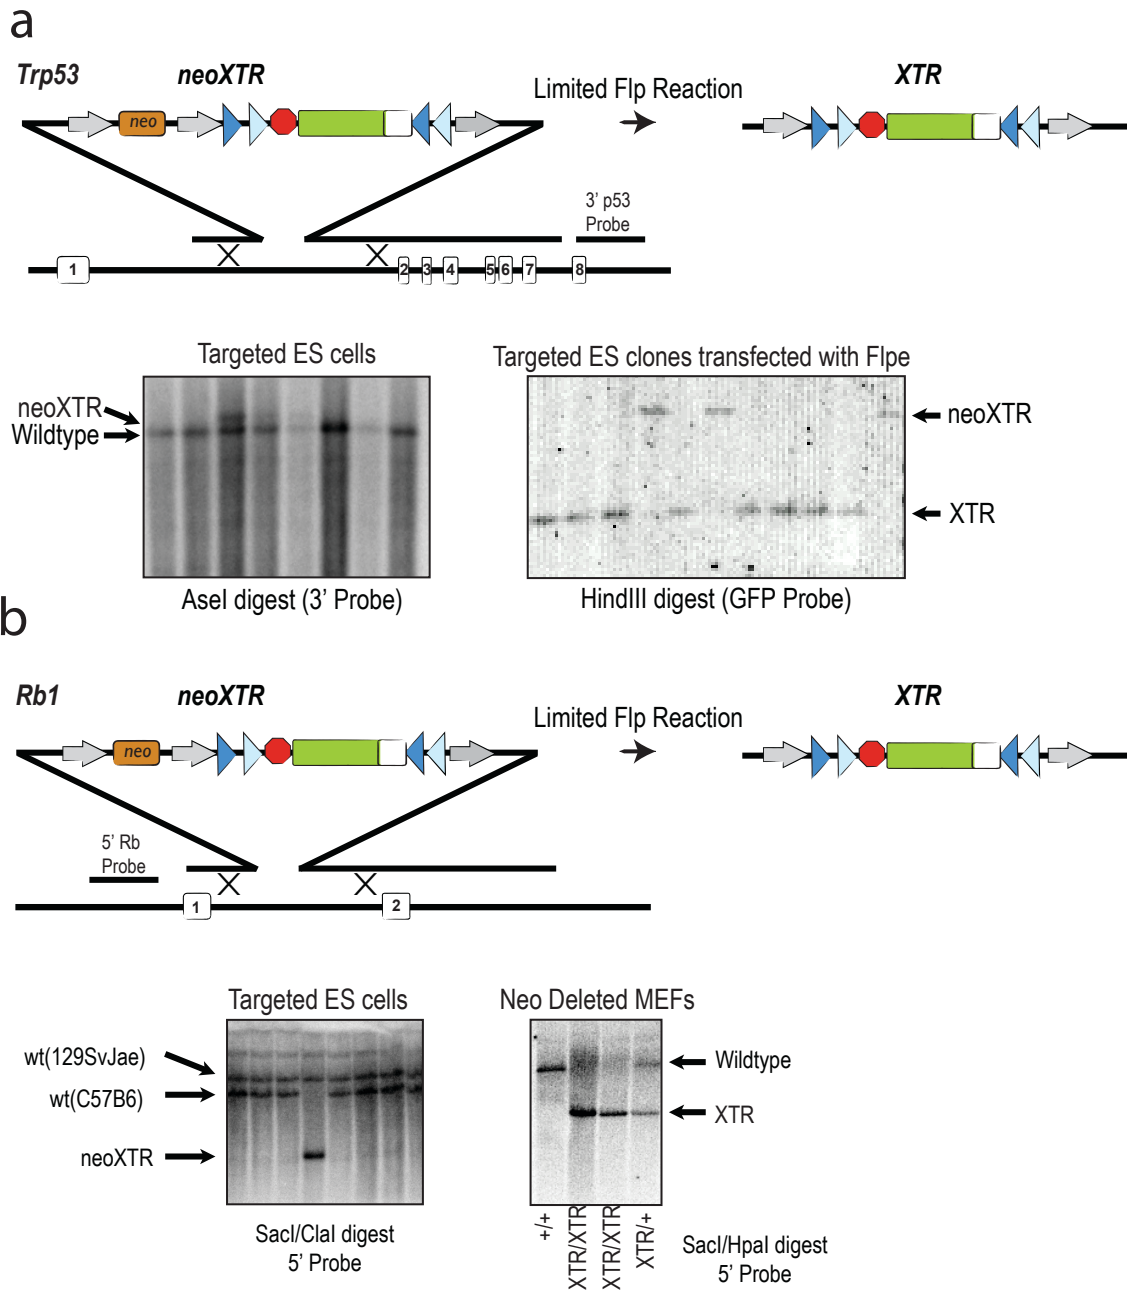 a
Trp53
neoXTR
Limited Flp Reaction
XTR
neo
3' p53
Probe
1
2
3
4
5
6
7
8
Targeted ES cells
neoXTR
Wildtype
AseI digest (3' Probe)
Targeted ES clones transfected with Flpe
neoXTR
XTR
HindIII digest (GFP Probe)
b
Rb1
neoXTR
Limited Flp Reaction
XTR
neo
5' Rb
Probe
1
2
Targeted ES cells
wt(129SvJae)
wt(C57B6)
neoXTR
SacI/ClaI digest
5' Probe
Neo Deleted MEFs
Wildtype
XTR
+/+
XTR/XTR
XTR/XTR
XTR/+
SacI/HpaI digest
5' Probe